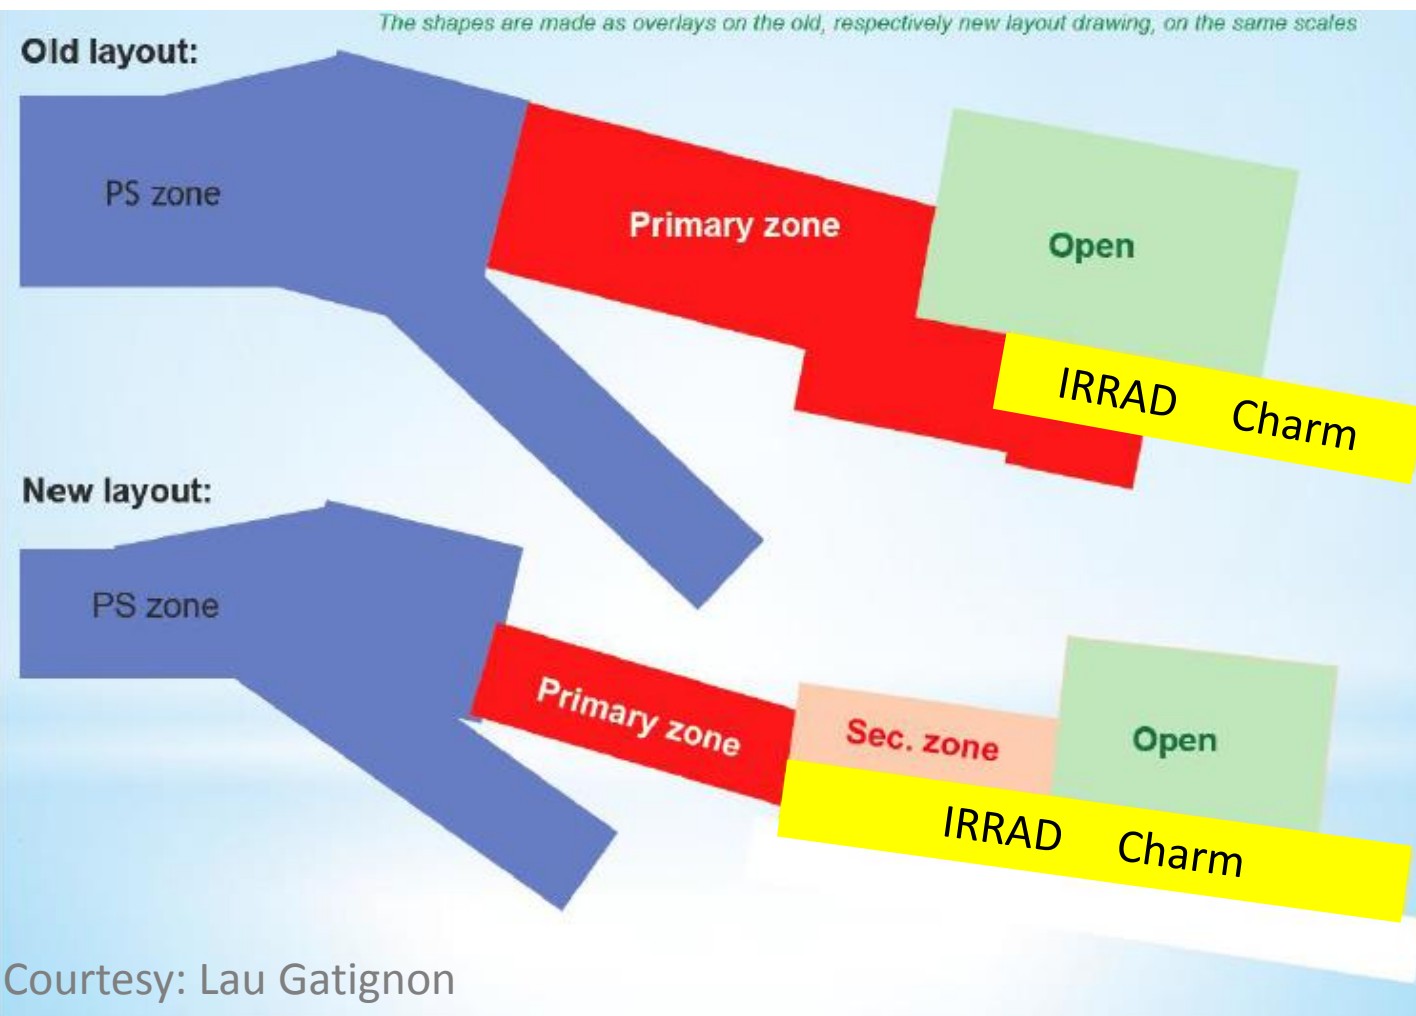 The shapes are made as overlays on the old, respectively new layout drawing, on the same scales
Old layout:
PS zone
Primary zone
Open
IRRAD Charm
New layout:
PS zone
Primary zone
Sec. zone
Open
IRRAD Charm
Courtesy: Lau Gatignon